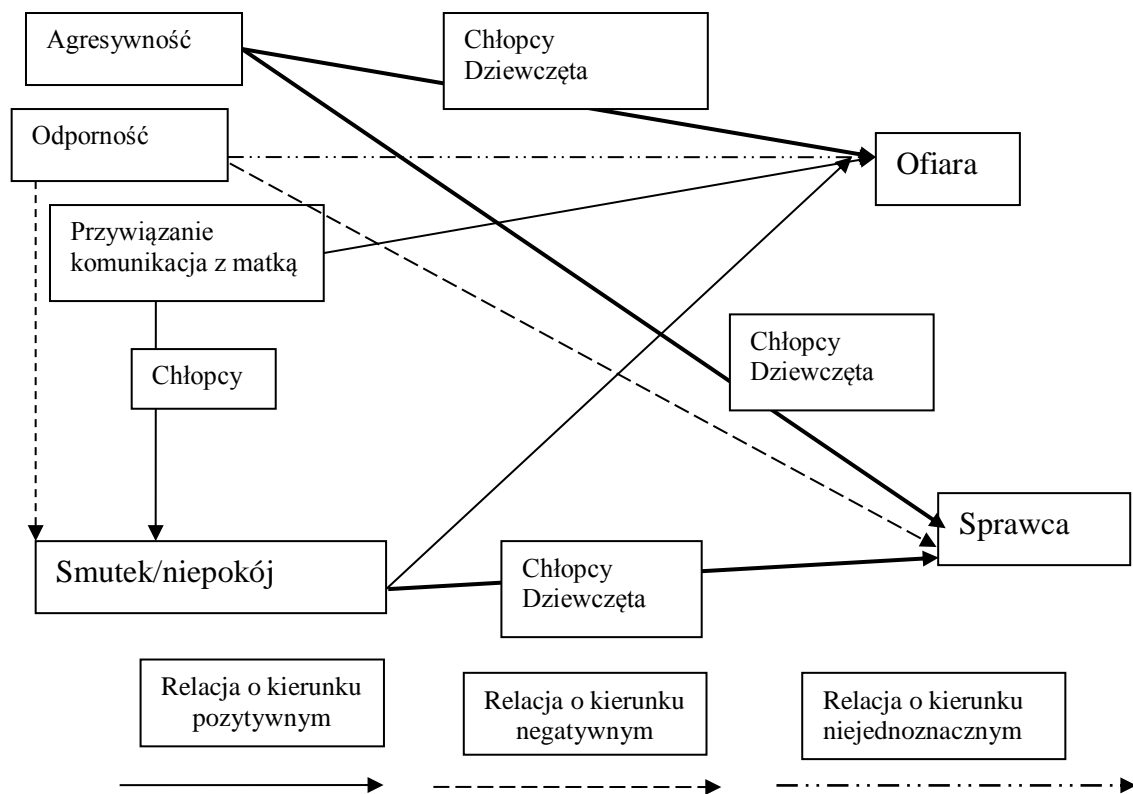 Agresywność
Chłopcy
Dziewczęta
Odporność
Ofiara
Przywiązanie
komunikacja z matką
Chłopcy
Dziewczęta
Chłopcy
Sprawca
Smutek/niepokój
Chłopcy
Dziewczęta
Relacja o kierunku
pozytywnym
Relacja o kierunku
negatywnym
Relacja o kierunku
niejednoznacznym